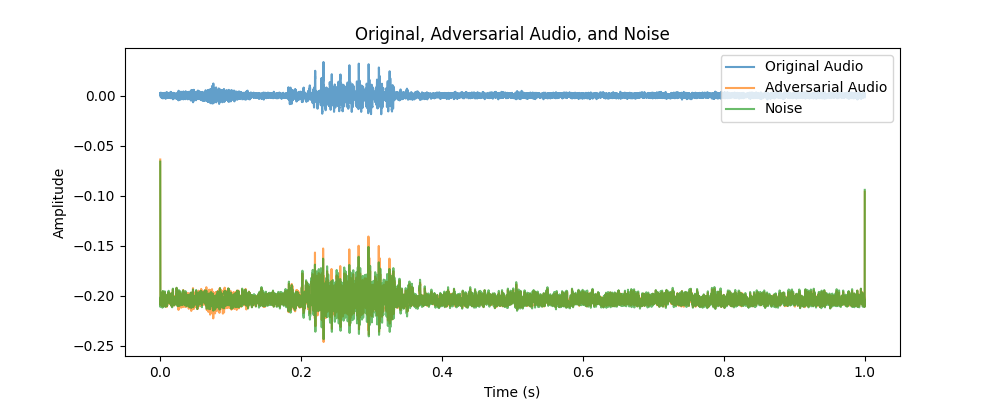 Original, Adversarial Audio, and Noise
Original Audio
Adversarial Audio
Noise
Amplitude
0.00
−0.05
−0.10
−0.15
−0.20
−0.25
0.0 0.2 0.4 0.6 0.8 1.0
Time (s)